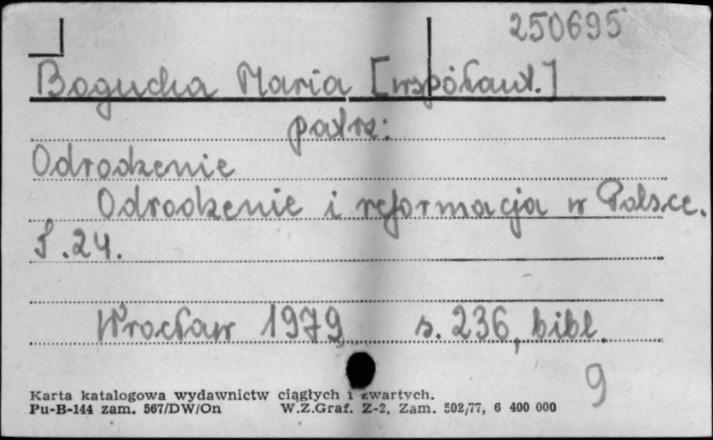 250695
Bogucka Maria [współaut.]
patrz:
Odrodzenie
Odrodzenie i reformacja w Polsce.
T. 24.
Wrocław 1979, s. 236, bibl.
9
Karta katalogowa wydawnictw ciągłych i zwartych.
Pu-B-144 zam. 567/DW/On W.Z.Graf. Z-2, Zam. 502/77, 6 400 000